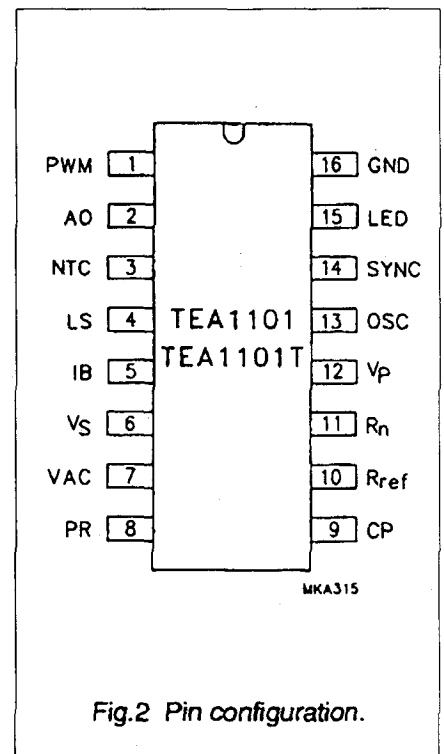 PWM 1 16 GND
AO 2 15 LED
NTC 3 14 SYNC
LS 4 TEA1101 13 OSC
IB 5 TEA1101T 12 VP
VS 6 11 Rn
VAC 7 10 Rref
PR 8 9 CP
MKA315
Fig.2 Pin configuration.